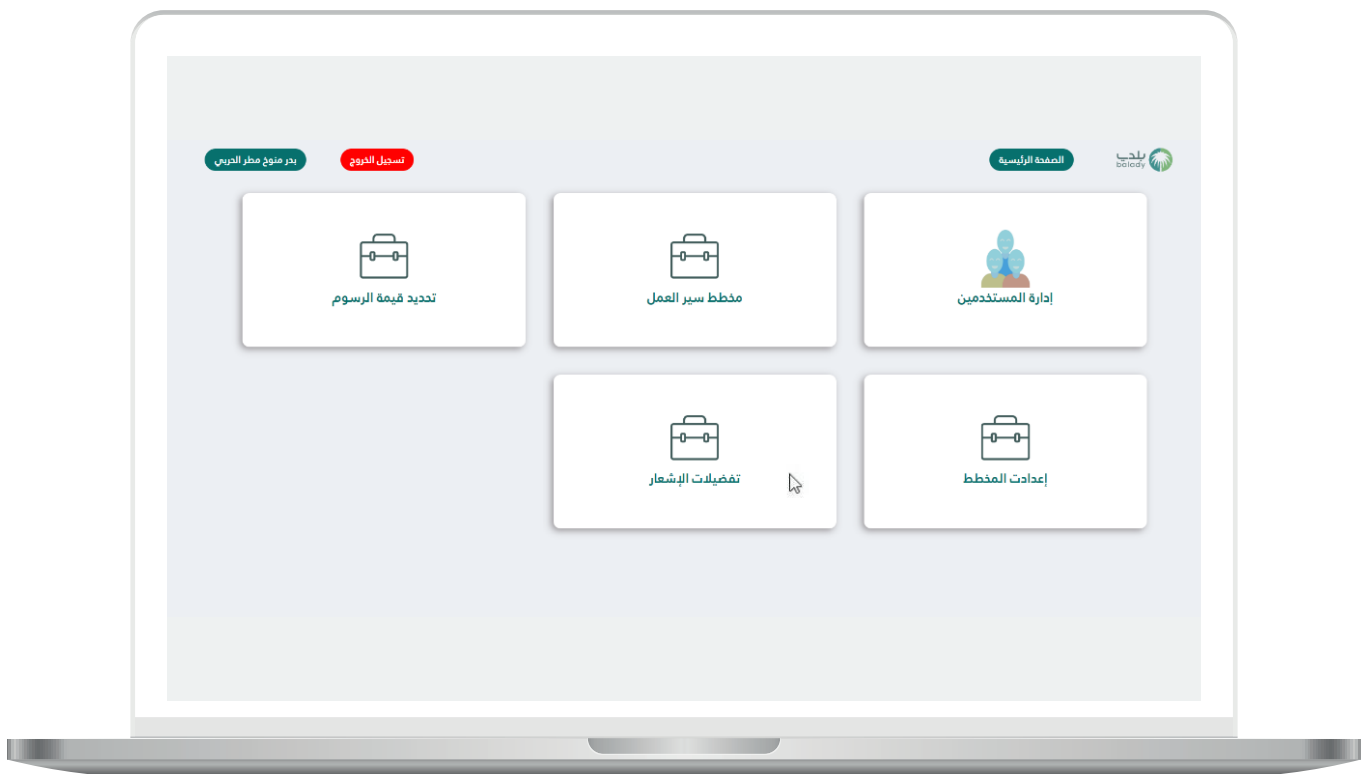 بلدي
balady
الصفحة الرئيسية
تسجيل الخروج
بدر منوخ مطر الحربي
إدارة المستخدمين
مخطط سير العمل
تحديد قيمة الرسوم
إعدادت المخطط
تفضيلات الإشعار